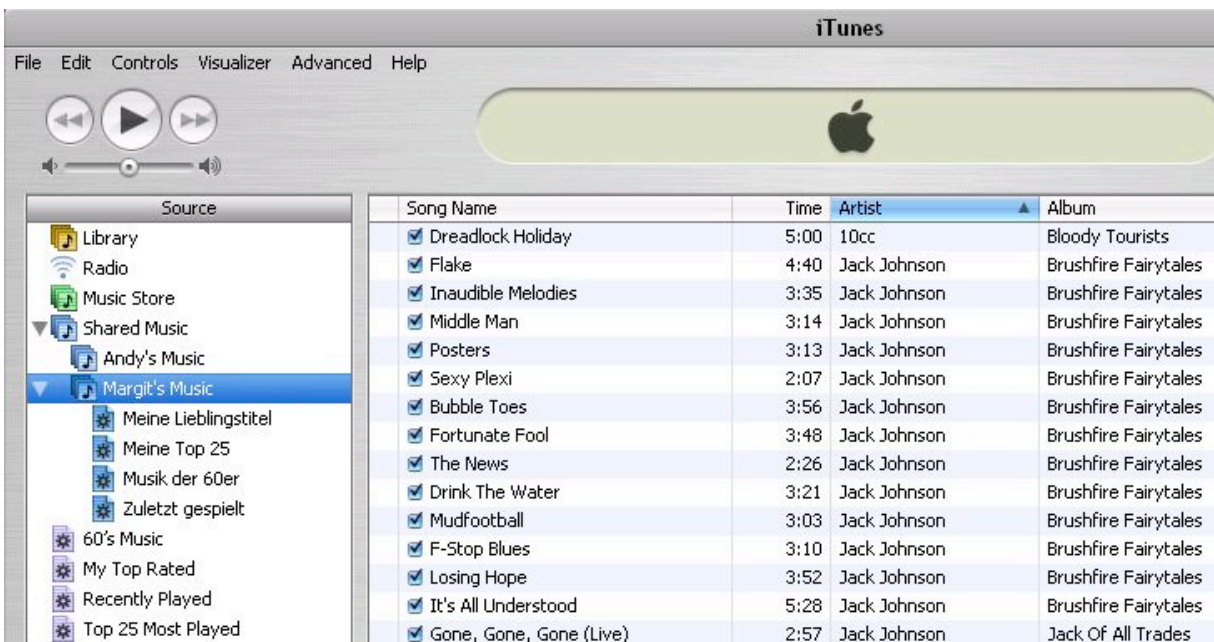 iTunes
File Edit Controls Visualizer Advanced Help
Source
Library
Radio
Music Store
Shared Music
Andy's Music
Margit's Music
Meine Lieblingstitel
Meine Top 25
Musik der 60er
Zuletzt gespielt
60's Music
My Top Rated
Recently Played
Top 25 Most Played
Song Name Time Artist Album
Dreadlock Holiday 5:00 10cc Bloody Tourists
Flake 4:40 Jack Johnson Brushfire Fairytales
Inaudible Melodies 3:35 Jack Johnson Brushfire Fairytales
Middle Man 3:14 Jack Johnson Brushfire Fairytales
Posters 3:13 Jack Johnson Brushfire Fairytales
Sexy Plexi 2:07 Jack Johnson Brushfire Fairytales
Bubble Toes 3:56 Jack Johnson Brushfire Fairytales
Fortunate Fool 3:48 Jack Johnson Brushfire Fairytales
The News 2:26 Jack Johnson Brushfire Fairytales
Drink The Water 3:21 Jack Johnson Brushfire Fairytales
Mudfootball 3:03 Jack Johnson Brushfire Fairytales
F-Stop Blues 3:10 Jack Johnson Brushfire Fairytales
Losing Hope 3:52 Jack Johnson Brushfire Fairytales
It's All Understood 5:28 Jack Johnson Brushfire Fairytales
Gone, Gone, Gone (Live) 2:57 Jack Johnson Jack Of All Trades